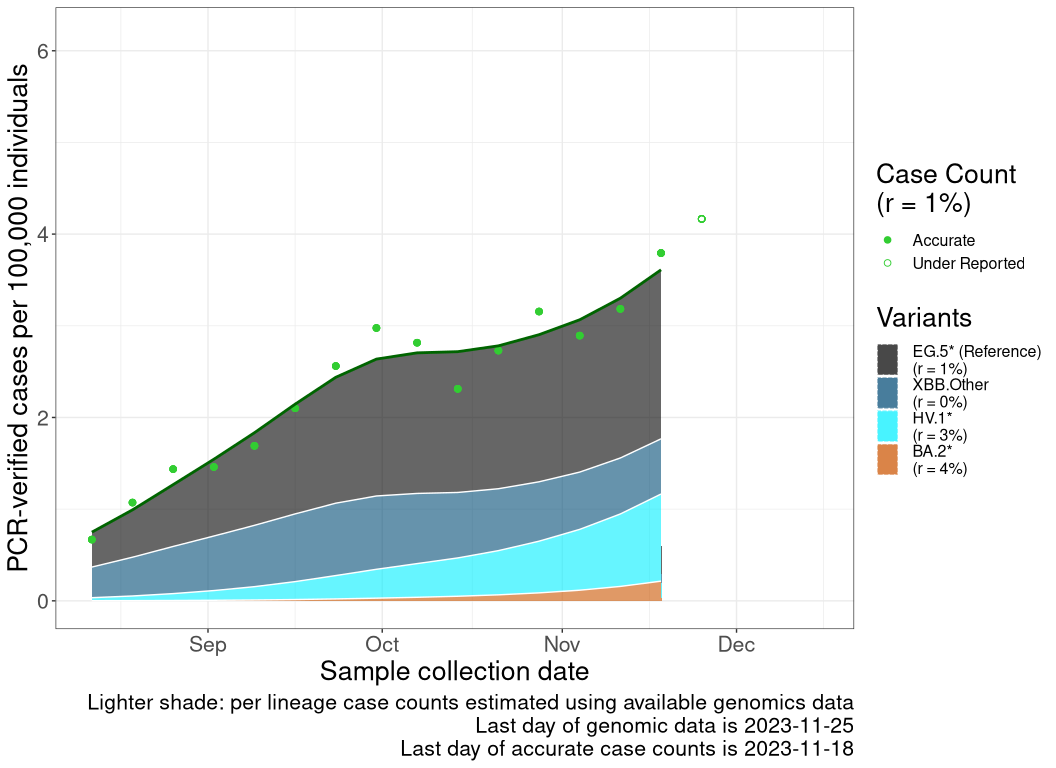 PCR-verified cases per 100,000 individuals
6
4
2
0
Sep
Oct
Nov
Dec
Sample collection date
Case Count
(r = 1%)
Accurate
Under Reported
Variants
EG.5* (Reference)
(r = 1%)
XBB.Other
(r = 0%)
HV.1*
(r = 3%)
BA.2*
(r = 4%)
Lighter shade: per lineage case counts estimated using available genomics data
Last day of genomic data is 2023-11-25
Last day of accurate case counts is 2023-11-18